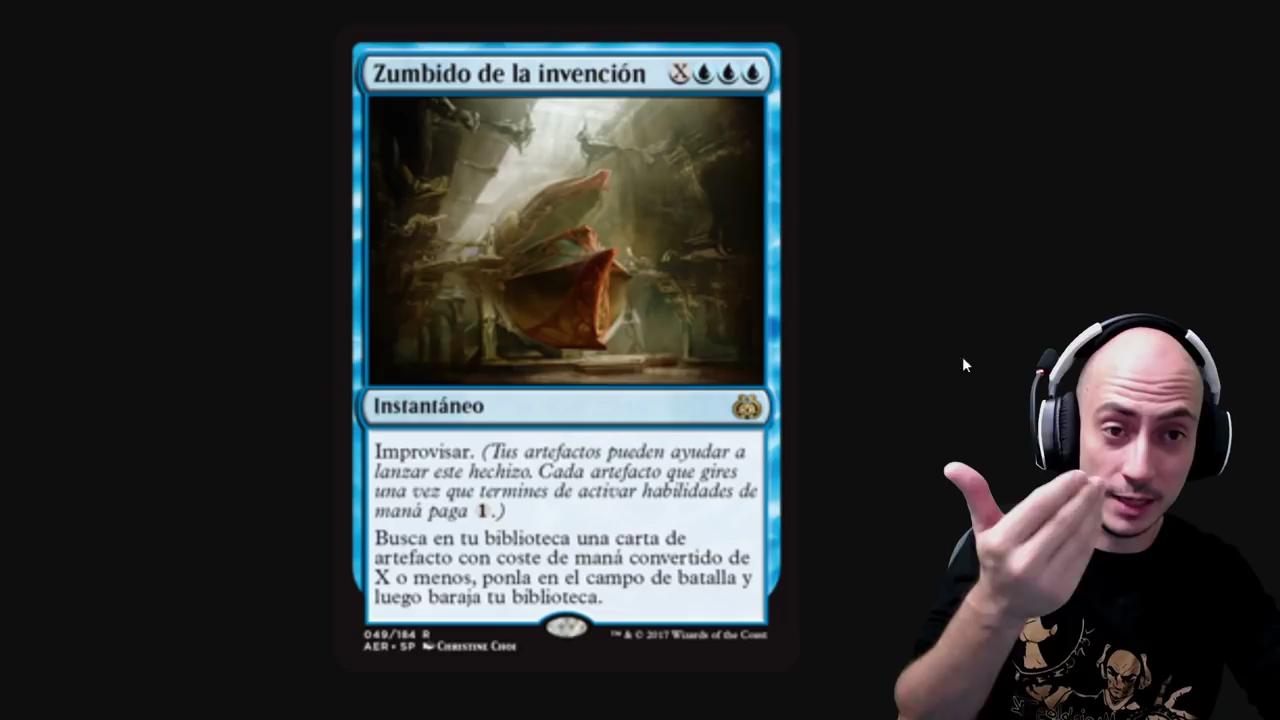 Zumbido de la invención X
Instantáneo
Improvisar. (Tus artefactos pueden ayudar a
lanzar este hechizo. Cada artefacto que gires
una vez que termines de activar habilidades de
maná paga 1.)
Busca en tu biblioteca una carta de
artefacto con coste de maná convertido de
X o menos, ponla en el campo de batalla y
luego baraja tu biblioteca.
049/184 R
™ & © 2017 Wizards of the Coast
AER • SP Christine Choi